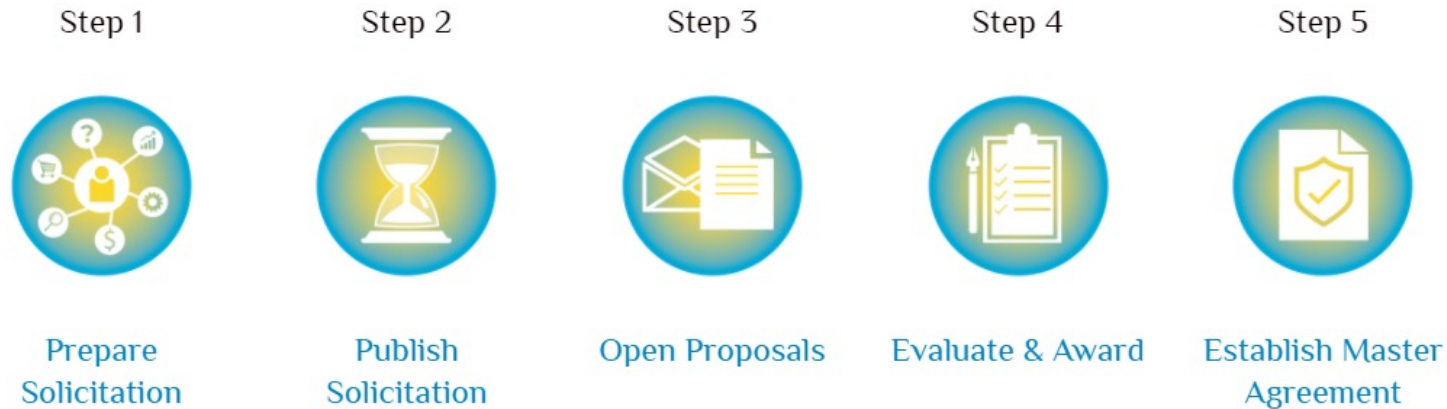 Step 1
Step 2
Step 3
Step 4
Step 5
?
$
Prepare
Solicitation
Publish
Solicitation
Open Proposals
Evaluate & Award
Establish Master
Agreement